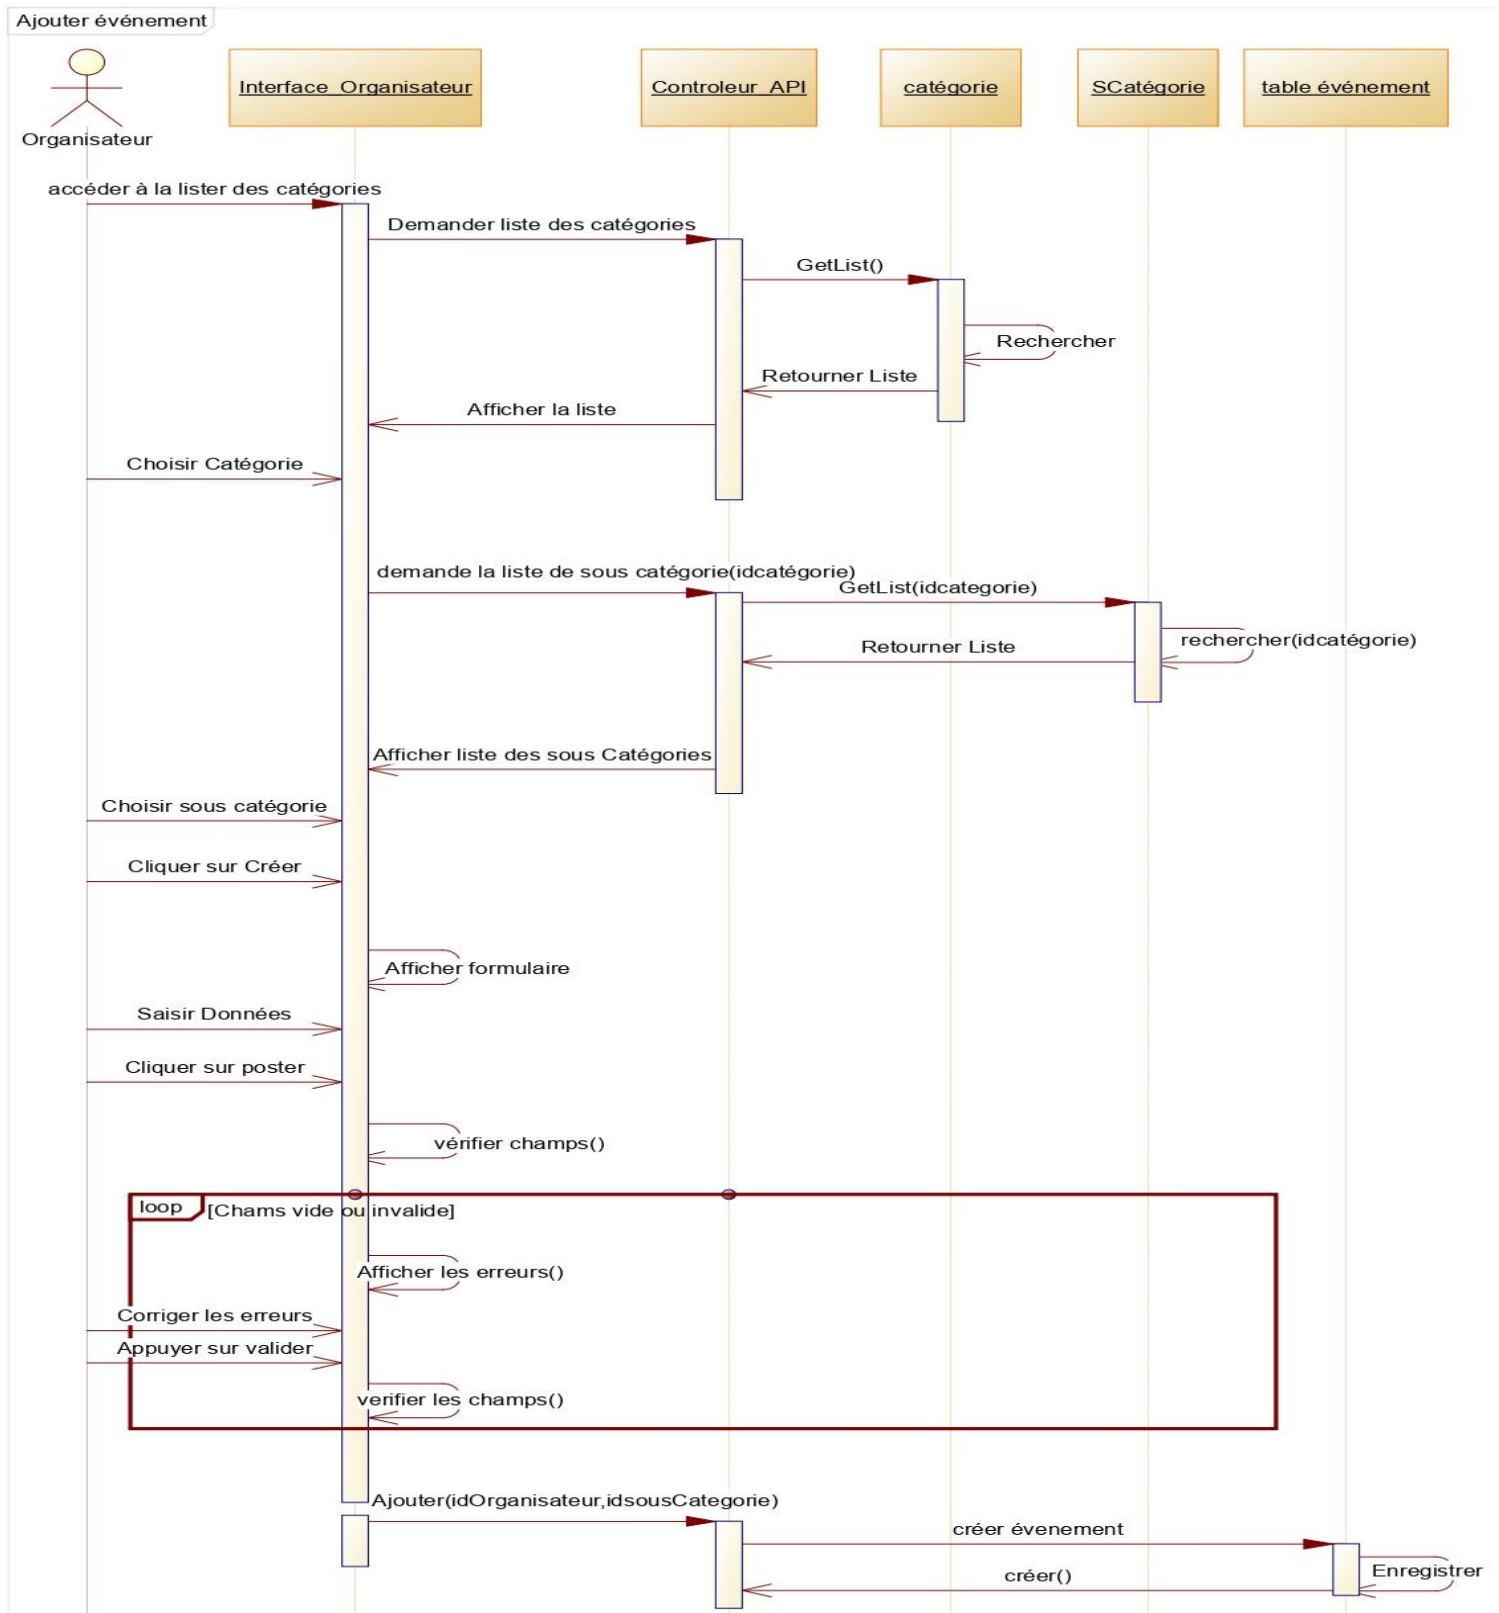 Ajouter événement
Organisateur
Interface_Organisateur
Controleur_API
catégorie
SCatégorie
table événement
accéder à la lister des catégories
Demander liste des catégories
GetList()
Rechercher
Retourner Liste
Afficher la liste
Choisir Catégorie
demande la liste de sous catégorie(idcatégorie)
GetList(idcategorie)
rechercher(idcatégorie)
Retourner Liste
Afficher liste des sous Catégories
Choisir sous catégorie
Cliquer sur Créer
Afficher formulaire
Saisir Données
Cliquer sur poster
vérifier champs()
loop
[Chams vide ou invalide]
Afficher les erreurs()
Corriger les erreurs
Appuyer sur valider
verifier les champs()
Ajouter(idOrganisateur,idsousCategorie)
créer évenement
Enregistrer
créer()